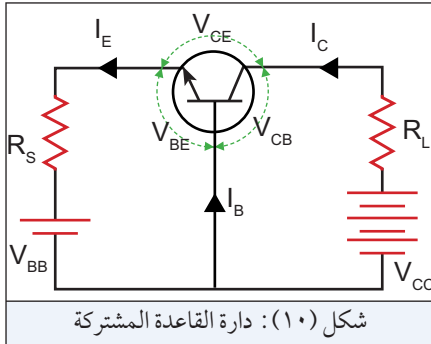 I_E
V_CE
I_C
R_S
V_BE
V_CB
R_L
I_B
V_BB
V_CC
شكل (١٠): دارة القاعدة المشتركة